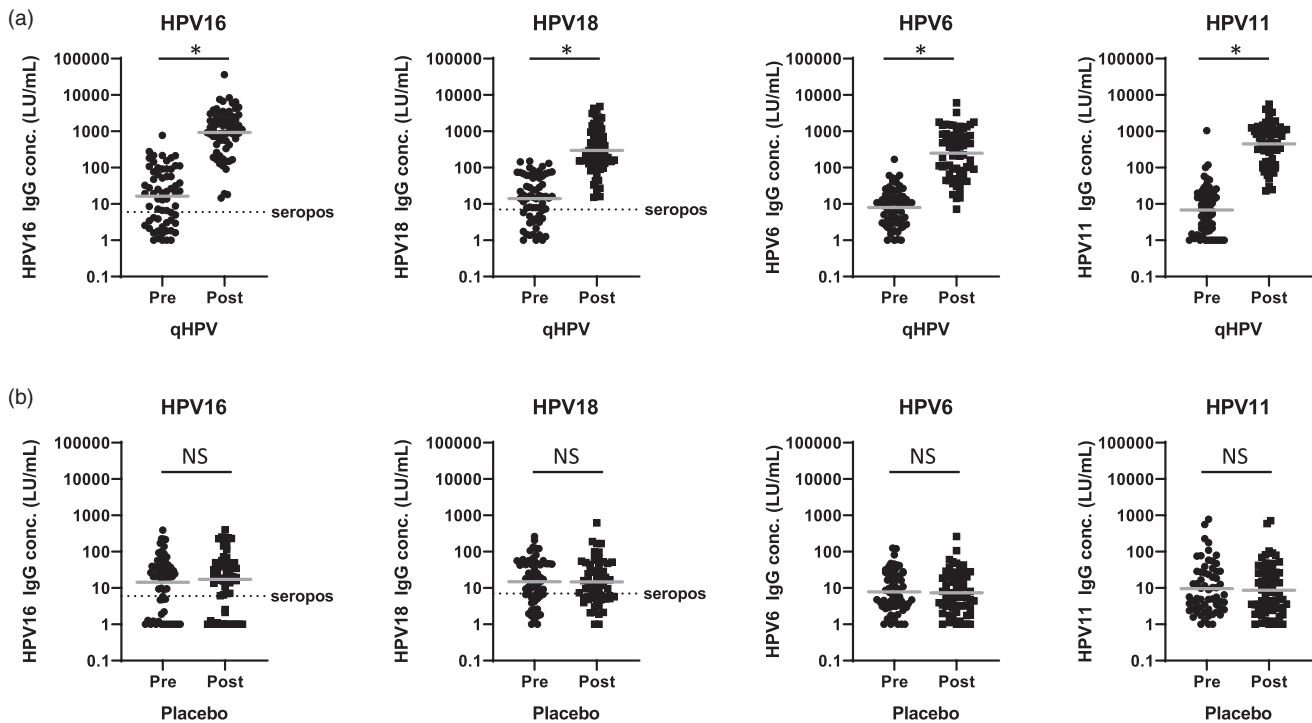 (a)
HPV16
*
HPV16 IgG conc. (LU/mL)
100000
10000
1000
100
10
1
0.1
seropos
Pre Post
qHPV
HPV18
*
HPV18 IgG conc. (LU/mL)
100000
10000
1000
100
10
1
0.1
seropos
Pre Post
qHPV
HPV6
*
HPV6 IgG conc. (LU/mL)
100000
10000
1000
100
10
1
0.1
Pre Post
qHPV
HPV11
*
HPV11 IgG conc. (LU/mL)
100000
10000
1000
100
10
1
0.1
Pre Post
qHPV
(b)
HPV16
NS
HPV16 IgG conc. (LU/mL)
100000
10000
1000
100
10
1
0.1
seropos
Pre Post
Placebo
HPV18
NS
HPV18 IgG conc. (LU/mL)
100000
10000
1000
100
10
1
0.1
seropos
Pre Post
Placebo
HPV6
NS
HPV6 IgG conc. (LU/mL)
100000
10000
1000
100
10
1
0.1
Pre Post
Placebo
HPV11
NS
HPV11 IgG conc. (LU/mL)
100000
10000
1000
100
10
1
0.1
Pre Post
Placebo